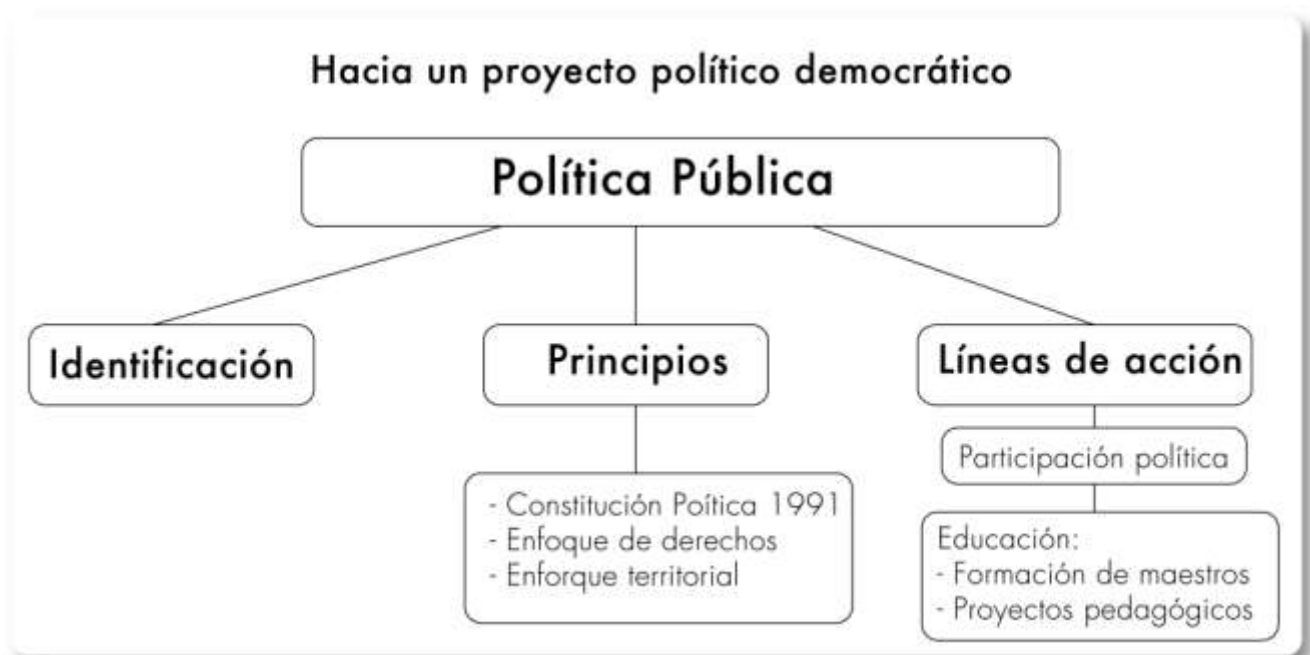 Hacia un proyecto político democrático
Política Pública
Identificación
Principios
Líneas de acción
- Constitución Poítica 1991
- Enfoque de derechos
- Enforque territorial
Participación política
Educación:
- Formación de maestros
- Proyectos pedagógicos